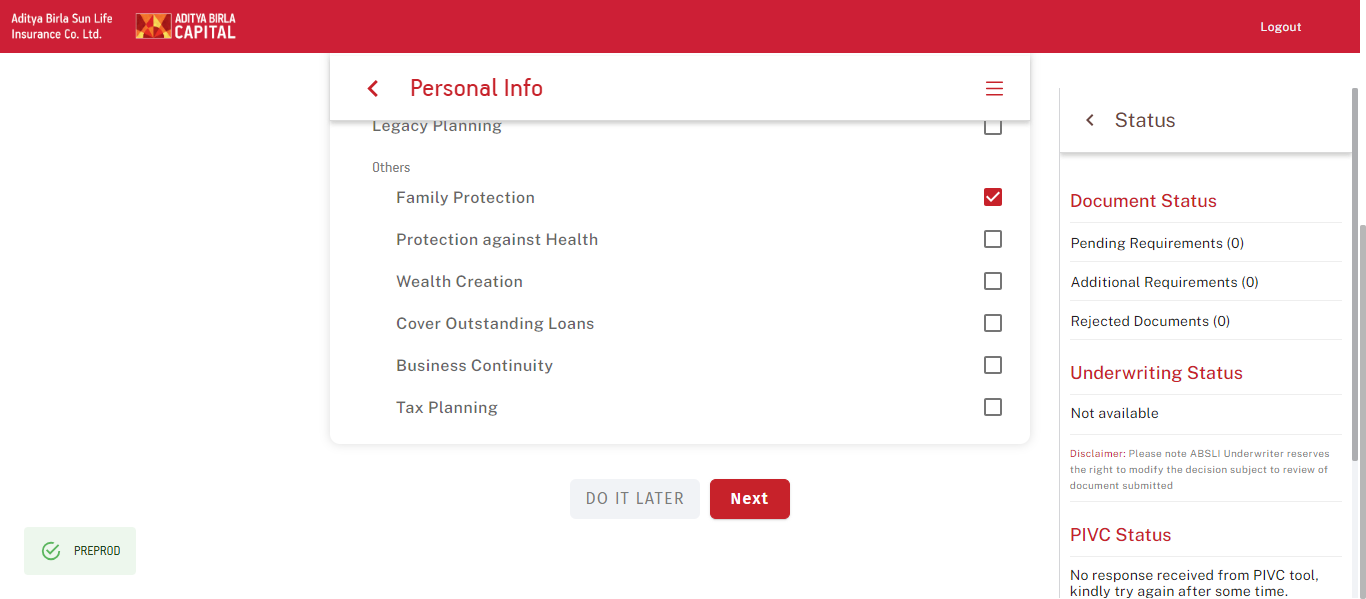 Aditya Birla Sun Life
Insurance Co. Ltd.
ADITYA BIRLA
CAPITAL
Logout
Personal Info
Legacy Planning
Others
Family Protection
Protection against Health
Wealth Creation
Cover Outstanding Loans
Business Continuity
Tax Planning
DO IT LATER
Next
PREPROD
Status
Document Status
Pending Requirements (0)
Additional Requirements (0)
Rejected Documents (0)
Underwriting Status
Not available
Disclaimer: Please note ABSLI Underwriter reserves
the right to modify the decision subject to review of
document submitted
PIVC Status
No response received from PIVC tool,
kindly try again after some time.